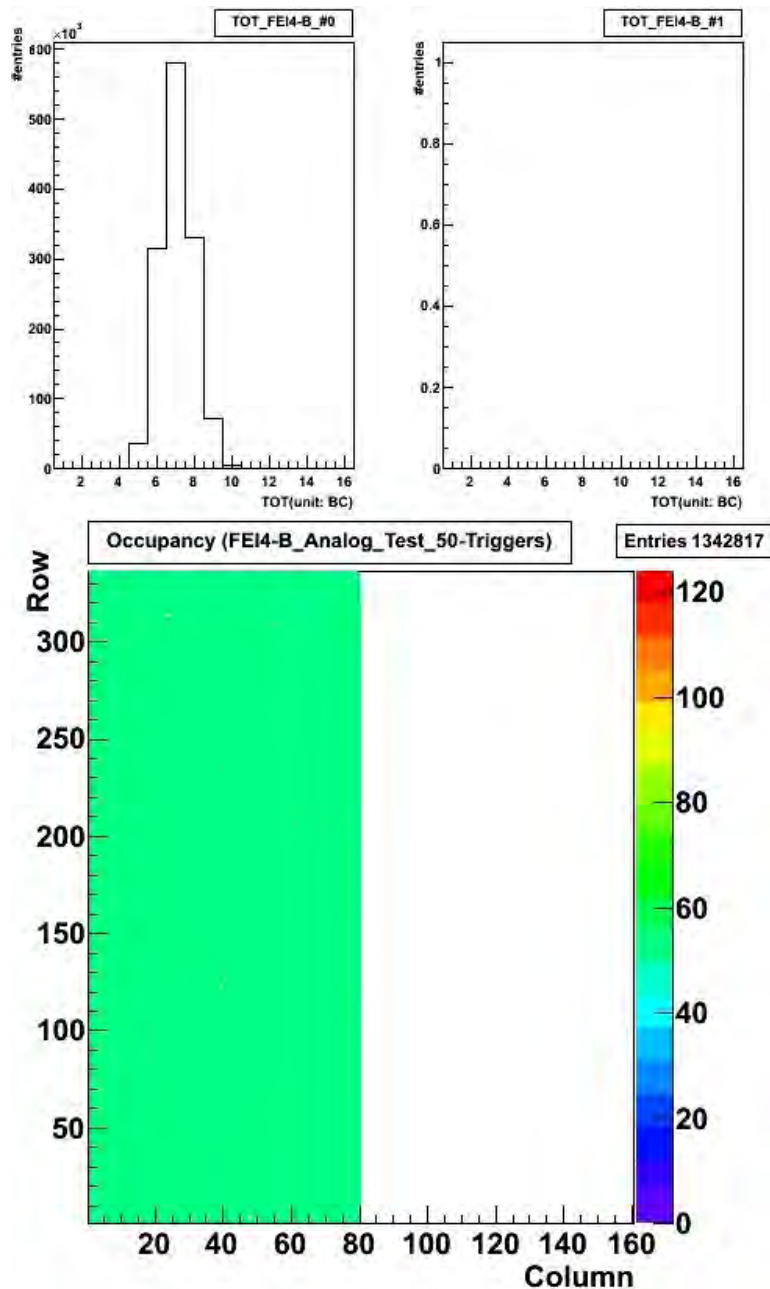 TOT_FEI4-B_#0
×10³
#entries
600
500
400
300
200
100
0
2 4 6 8 10 12 14 16
TOT(unit: BC)
TOT_FEI4-B_#1
#entries
1
0.8
0.6
0.4
0.2
0
2 4 6 8 10 12 14 16
TOT(unit: BC)
Occupancy (FEI4-B_Analog_Test_50-Triggers)
Entries 1342817
Row
300
250
200
150
100
50
20 40 60 80 100 120 140 160
Column
120
100
80
60
40
20
0